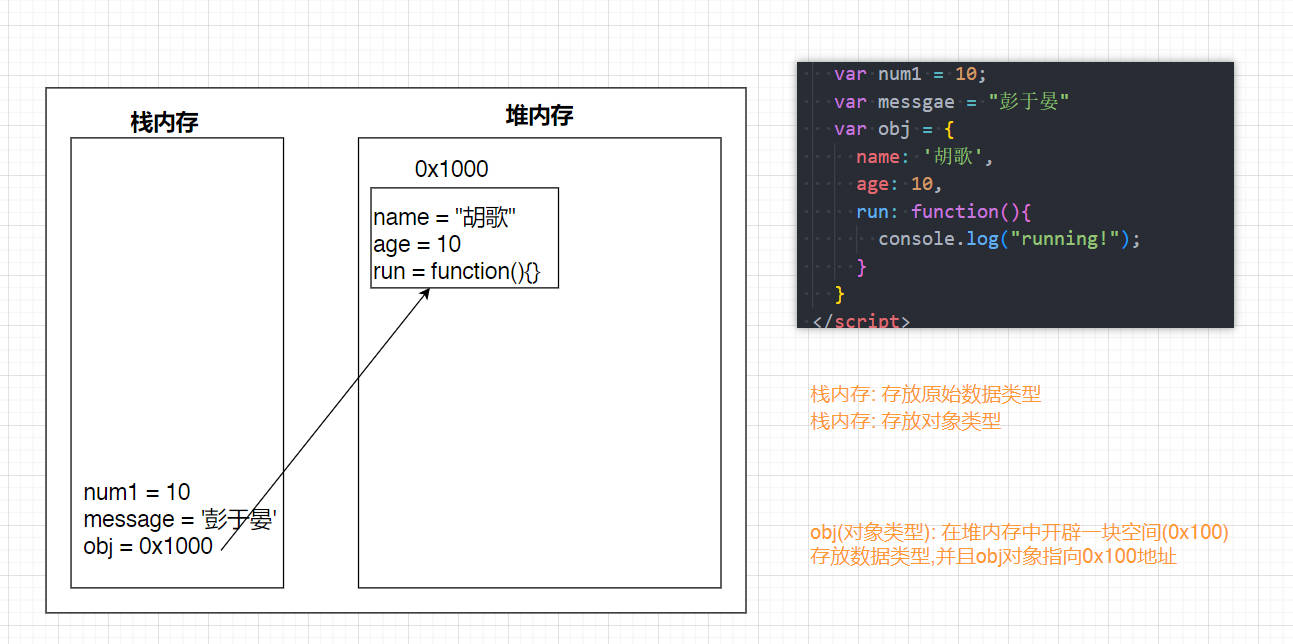 栈内存
堆内存
0x1000
name = "胡歌"
age = 10
run = function(){}
num1 = 10
message = '彭于晏'
obj = 0x1000
var num1 = 10;
var messgae = "彭于晏"
var obj = {
name: '胡歌',
age: 10,
run: function(){
console.log("running!");
}
}
</script>
栈内存: 存放原始数据类型
栈内存: 存放对象类型
obj(对象类型): 在堆内存中开辟一块空间(0x100)
存放数据类型,并且obj对象指向0x100地址